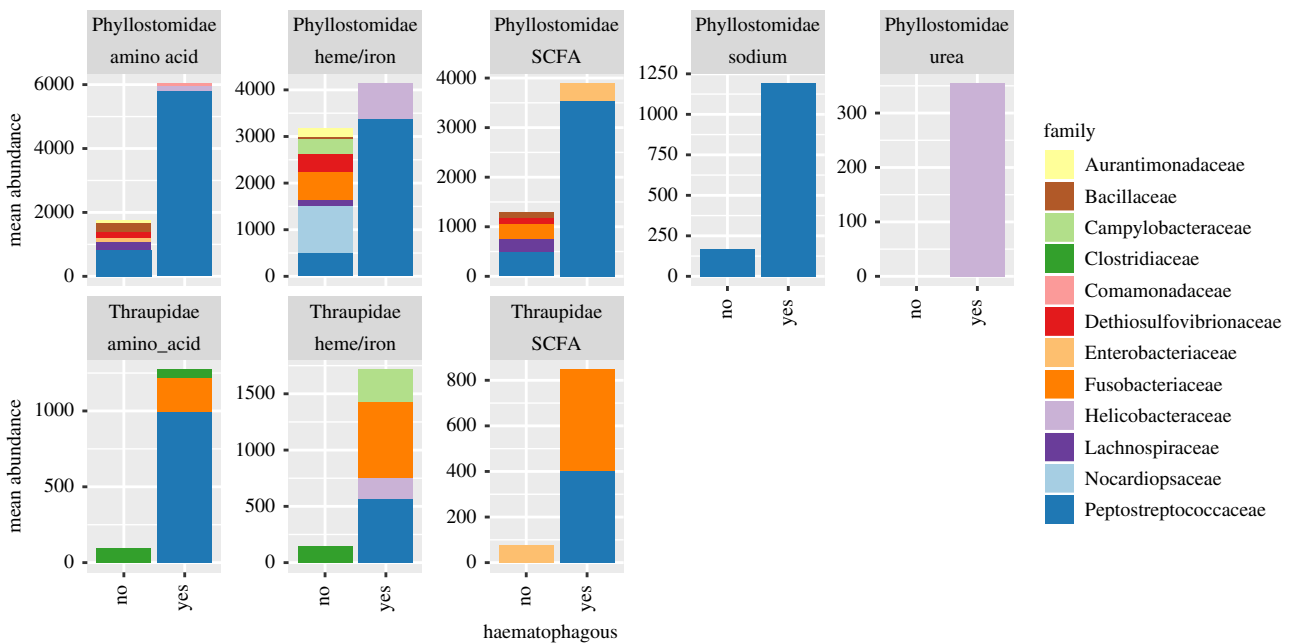 Phyllostomidae
amino acid
Phyllostomidae
heme/iron
Phyllostomidae
SCFA
Phyllostomidae
sodium
Phyllostomidae
urea
mean abundance
6000
4000
2000
0
4000
3000
2000
1000
0
4000
3000
2000
1000
0
1250
1000
750
500
250
0
300
200
100
0
no
yes
no
yes
Thraupidae
amino_acid
Thraupidae
heme/iron
Thraupidae
SCFA
mean abundance
1000
500
0
1500
1000
500
0
800
600
400
200
0
no
yes
no
yes
no
yes
haematophagous
family
Aurantimonadaceae
Bacillaceae
Campylobacteraceae
Clostridiaceae
Comamonadaceae
Dethiosulfovibrionaceae
Enterobacteriaceae
Fusobacteriaceae
Helicobacteraceae
Lachnospiraceae
Nocardiopsaceae
Peptostreptococcaceae